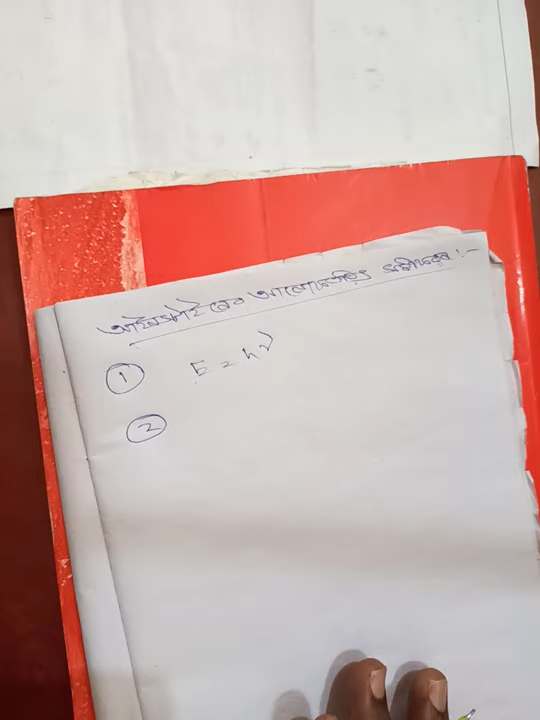 আইনস্টাইনের আলোকতড়িৎ সমীকরণ :-
① E = hν
②